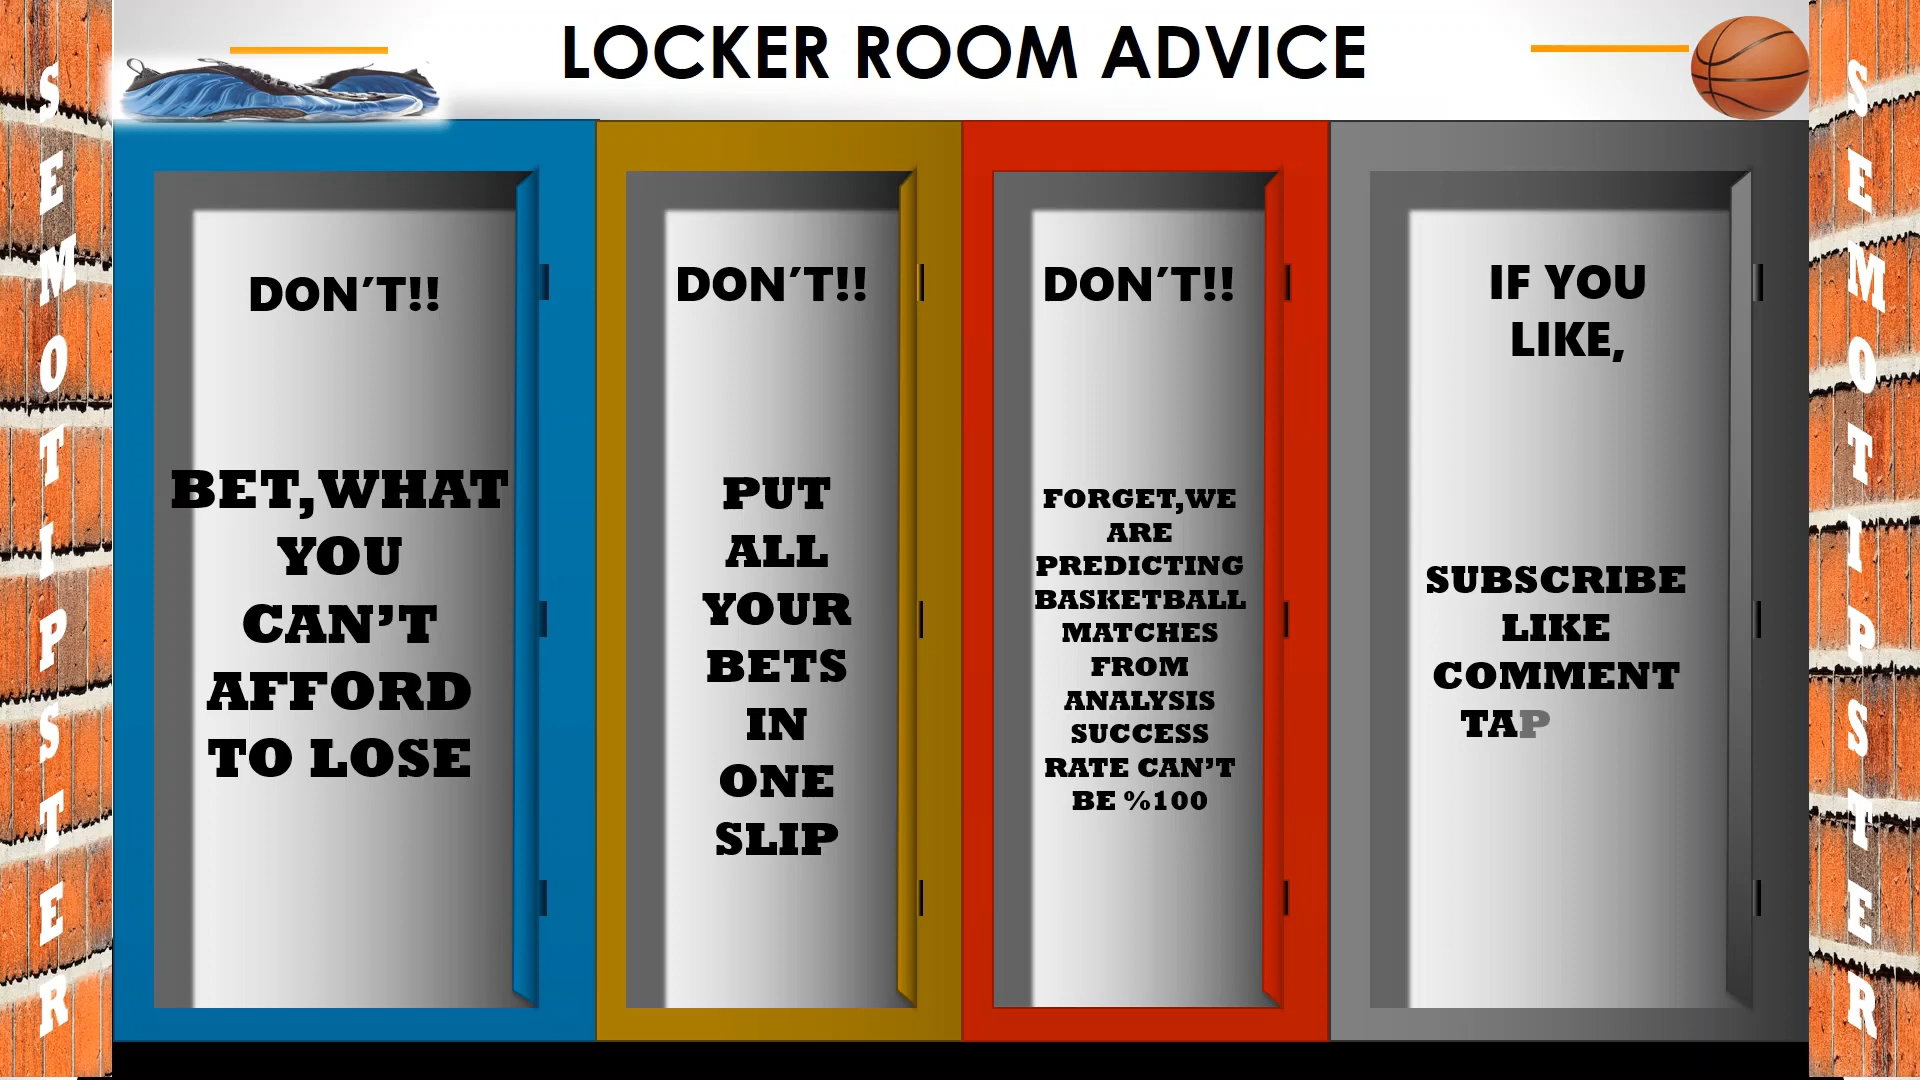 LOCKER ROOM ADVICE
SEMOTIPSTER
DON'T!!
BET,WHAT
YOU
CAN'T
AFFORD
TO LOSE
DON'T!!
PUT
ALL
YOUR
BETS
IN
ONE
SLIP
DON'T!!
FORGET,WE
ARE
PREDICTING
BASKETBALL
MATCHES
FROM
ANALYSIS
SUCCESS
RATE CAN'T
BE %100
IF YOU
LIKE,
SUBSCRIBE
LIKE
COMMENT
TAP
SEMOTIPSTER